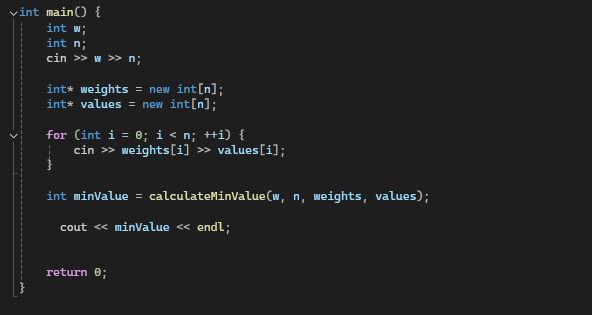 int main() {
    int w;
    int n;
    cin >> w >> n;

    int* weights = new int[n];
    int* values = new int[n];

    for (int i = 0; i < n; ++i) {
        cin >> weights[i] >> values[i];
    }

    int minValue = calculateMinValue(w, n, weights, values);

      cout << minValue << endl;


    return 0;
}